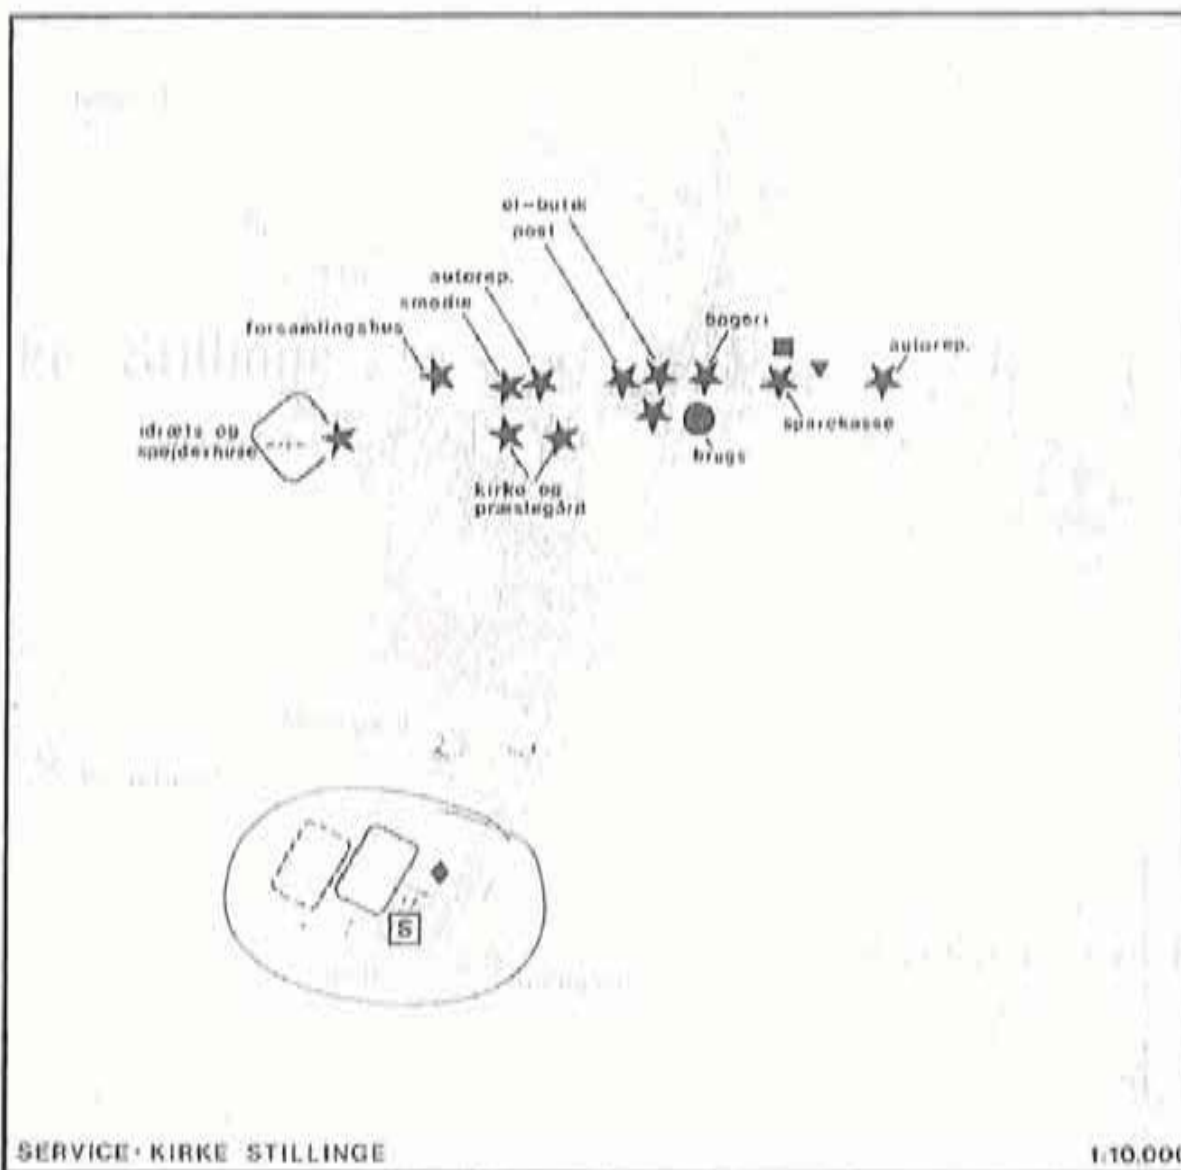 el-butik
post
autorep.
smedie
forsamlingshus
bageri
autorep.
idræts og
spejderhuse
sparekasse
brugs
kirke og
præstegård
S
SERVICE · KIRKE STILLINGE
1:10.000